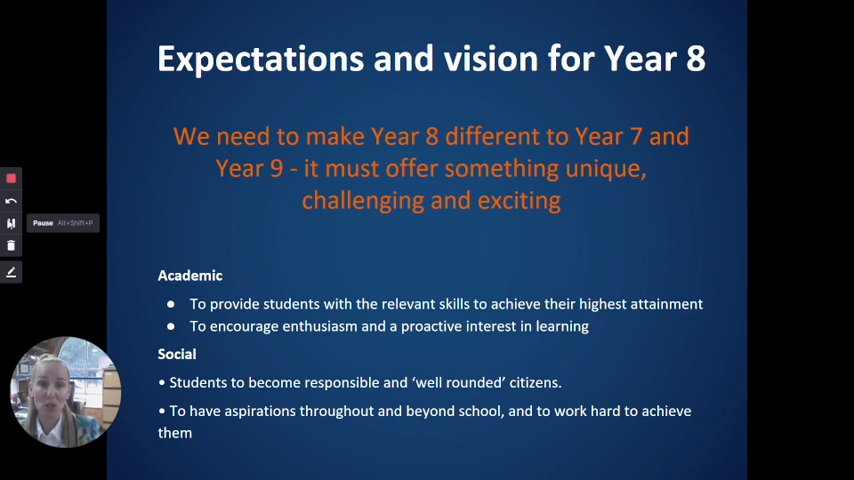 Expectations and vision for Year 8
We need to make Year 8 different to Year 7 and
Year 9 - it must offer something unique,
challenging and exciting
Pause Alt+Shift+P
Academic
● To provide students with the relevant skills to achieve their highest attainment
● To encourage enthusiasm and a proactive interest in learning
Social
• Students to become responsible and ‘well rounded’ citizens.
• To have aspirations throughout and beyond school, and to work hard to achieve
them